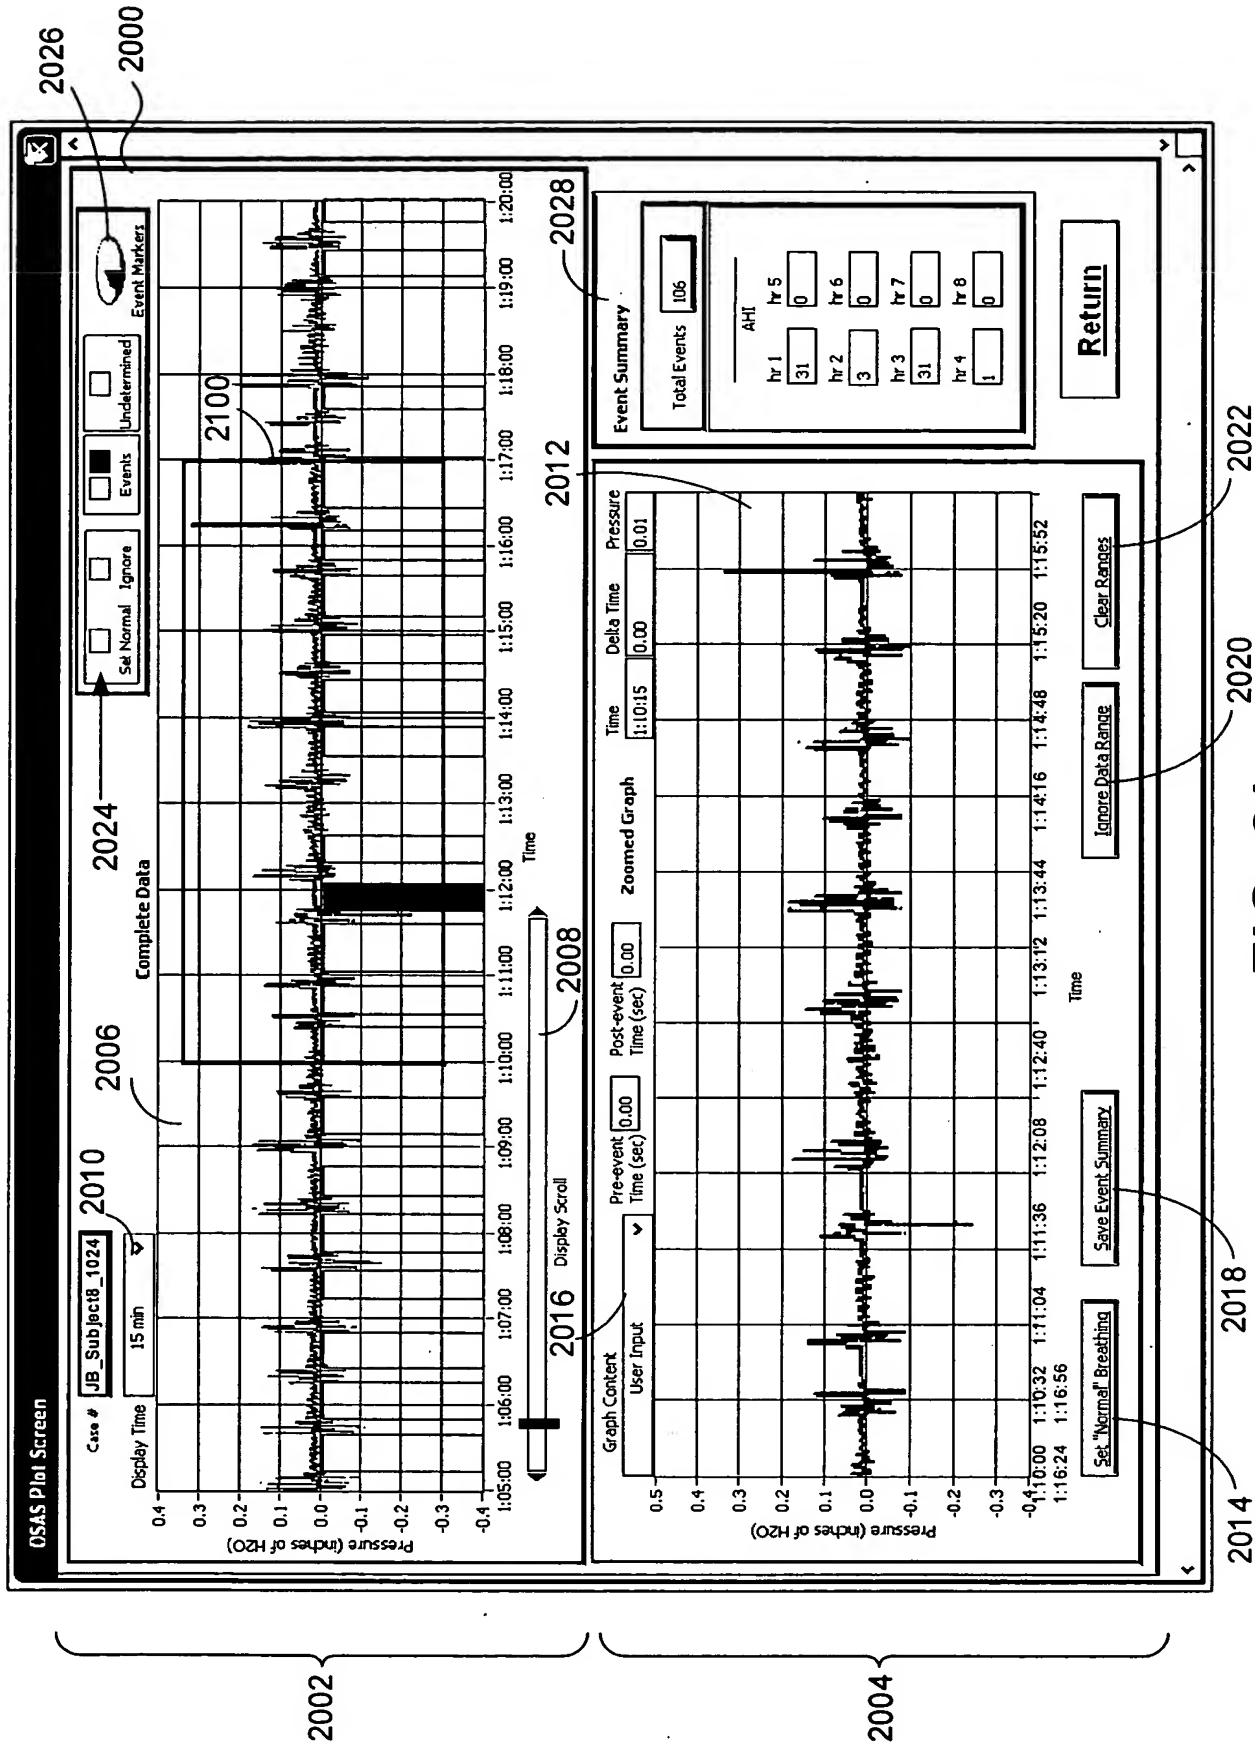 OSAS Plot Screen
Case #
JB_Subject8_1024
Display Time
15 min
2010
2006
Complete Data
2024
Set Normal
Ignore
Events
Undetermined
Event Markers
2026
2000
2100
Pressure (inches of H2O)
0.4
0.3
0.2
0.1
0.0
-0.1
-0.2
-0.3
-0.4
1:05:00 1:06:00 1:07:00 1:08:00 1:09:00 1:10:00 1:11:00 1:12:00 1:13:00 1:14:00 1:15:00 1:16:00 1:17:00 1:18:00 1:19:00 1:20:00
Time
Display Scroll
2008
2016
2002
2004
Graph Content
User Input
Pre-event
Time (sec)
0.00
Post-event
Time (sec)
0.00
Zoomed Graph
Time
1:10:15
Delta Time
0.00
Pressure
0.01
2012
Pressure (inches of H2O)
0.5
0.4
0.3
0.2
0.1
0.0
-0.1
-0.2
-0.3
-0.4
1:10:00 1:10:32 1:11:04 1:11:36 1:12:08 1:12:40 1:13:12 1:13:44 1:14:16 1:14:48 1:15:20 1:15:52
1:16:24 1:16:56
Time
Set "Normal" Breathing
Save Event Summary
Ignore Data Range
Clear Ranges
2014
2018
2020
2022
Event Summary
2028
Total Events
106
AHI
hr 1
31
hr 5
0
hr 2
3
hr 6
0
hr 3
31
hr 7
0
hr 4
1
hr 8
0
Return